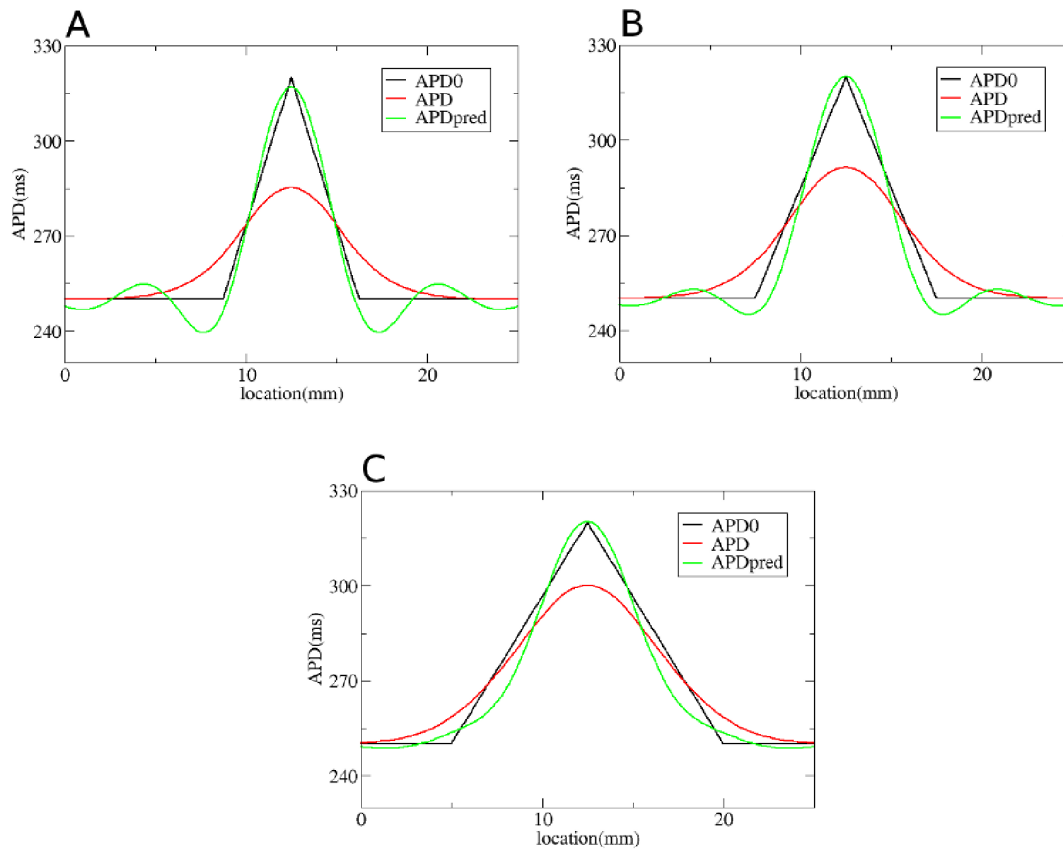 A
330
300
270
240
APD(ms)
APD0
APD
APDpred
0
10
20
location(mm)
B
330
300
270
240
APD(ms)
APD0
APD
APDpred
0
10
20
location(mm)
C
330
300
270
240
APD(ms)
APD0
APD
APDpred
0
10
20
location(mm)